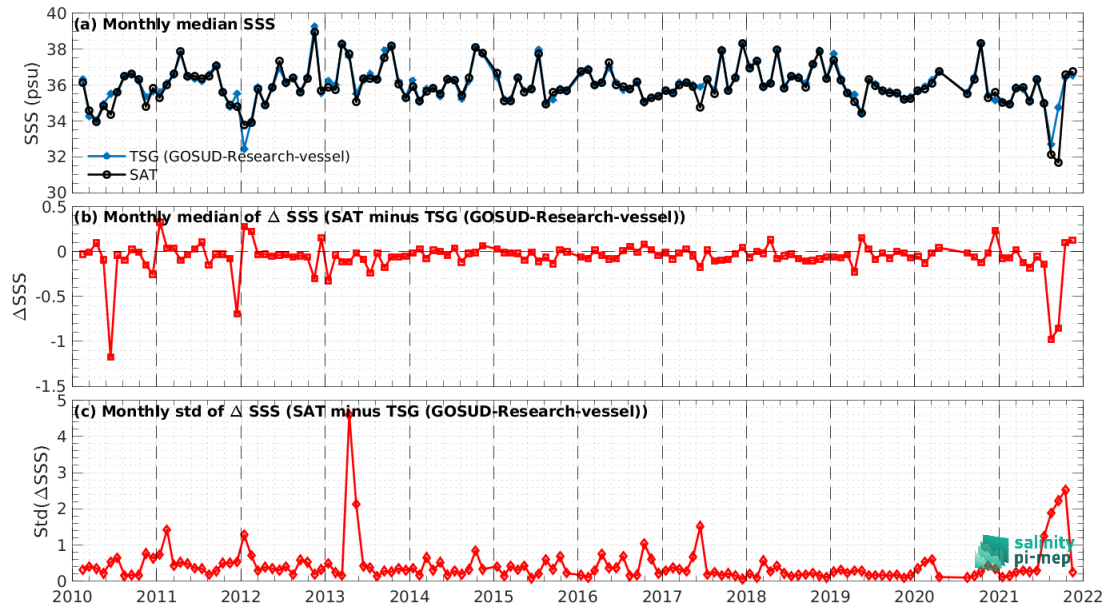 (a) Monthly median SSS
40
38
36
34
32
30
SSS (psu)
TSG (GOSUD-Research-vessel)
SAT
(b) Monthly median of Δ SSS (SAT minus TSG (GOSUD-Research-vessel))
0.5
0
-0.5
-1
-1.5
ΔSSS
(c) Monthly std of Δ SSS (SAT minus TSG (GOSUD-Research-vessel))
5
4
3
2
1
0
Std(ΔSSS)
salinity
pi-mep
2010 2011 2012 2013 2014 2015 2016 2017 2018 2019 2020 2021 2022